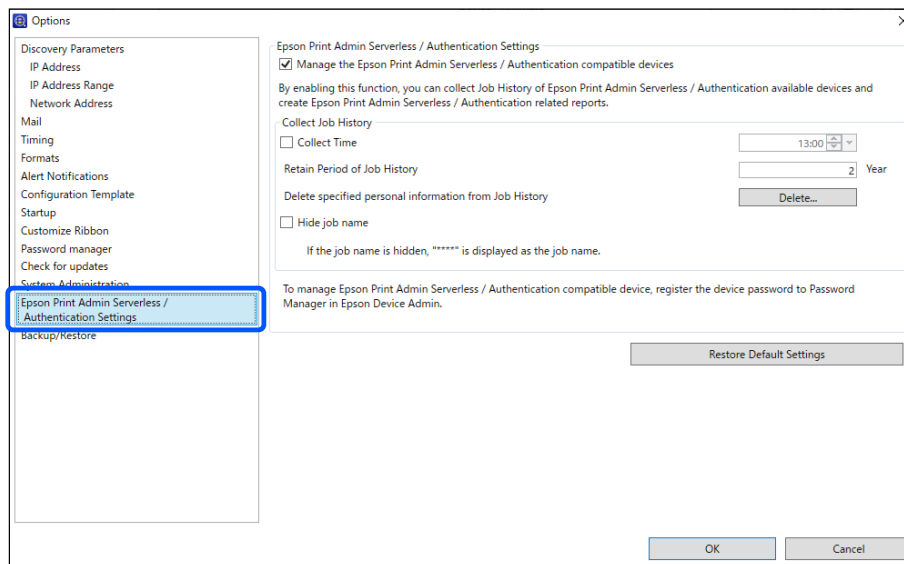 Options
Discovery Parameters
IP Address
IP Address Range
Network Address
Mail
Timing
Formats
Alert Notifications
Configuration Template
Startup
Customize Ribbon
Password manager
Check for updates
System Administration
Epson Print Admin Serverless /
Authentication Settings
Backup/Restore
Epson Print Admin Serverless / Authentication Settings
Manage the Epson Print Admin Serverless / Authentication compatible devices
By enabling this function, you can collect Job History of Epson Print Admin Serverless / Authentication available devices and
create Epson Print Admin Serverless / Authentication related reports.
Collect Job History
Collect Time 13:00
Retain Period of Job History 2 Year
Delete specified personal information from Job History Delete...
Hide job name
If the job name is hidden, "****" is displayed as the job name.
To manage Epson Print Admin Serverless / Authentication compatible device, register the device password to Password
Manager in Epson Device Admin.
Restore Default Settings
OK Cancel